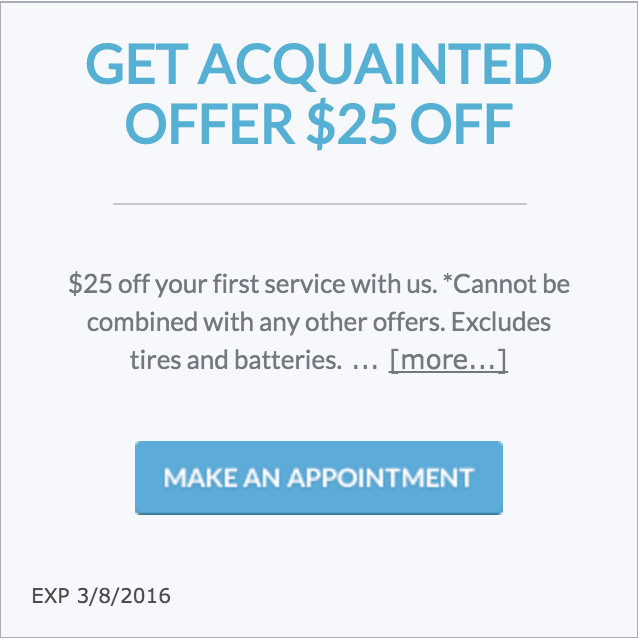 GET ACQUAINTED
OFFER $25 OFF
$25 off your first service with us. *Cannot be
combined with any other offers. Excludes
tires and batteries. ... [more...]
MAKE AN APPOINTMENT
EXP 3/8/2016